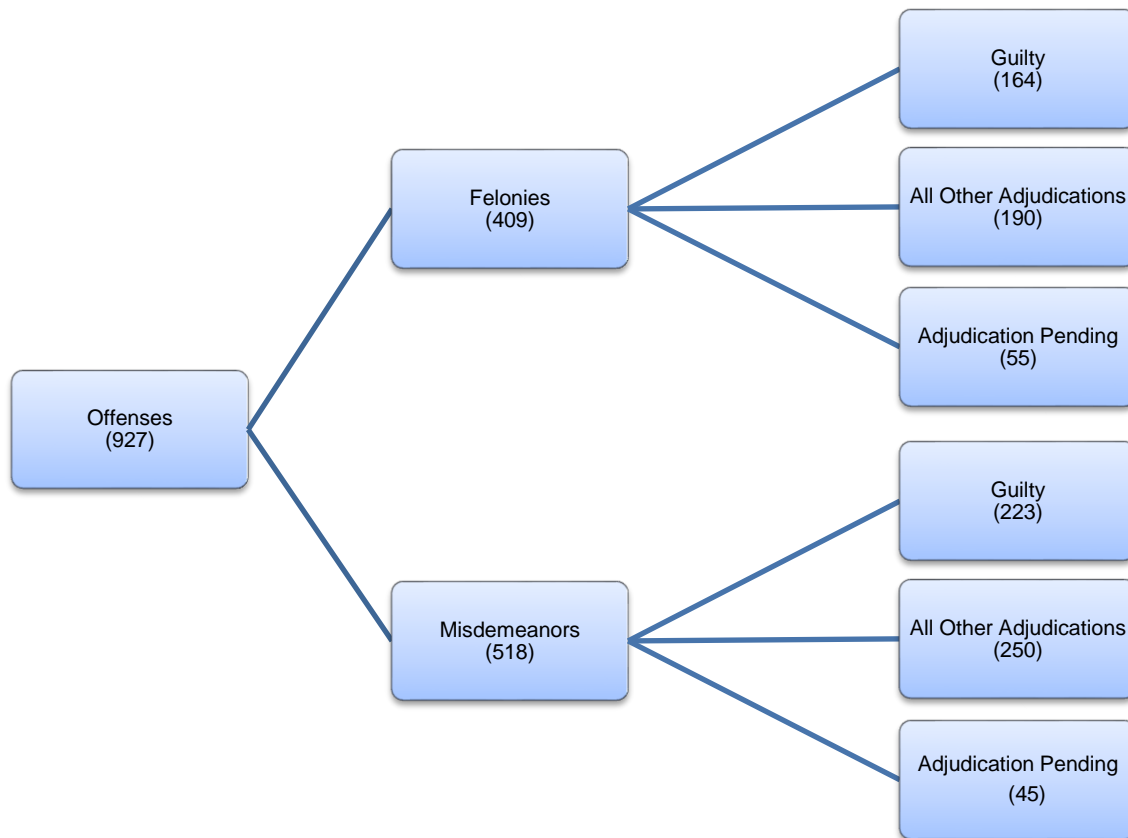 Offenses
(927)
Felonies
(409)
Guilty
(164)
All Other Adjudications
(190)
Adjudication Pending
(55)
Misdemeanors
(518)
Guilty
(223)
All Other Adjudications
(250)
Adjudication Pending
(45)